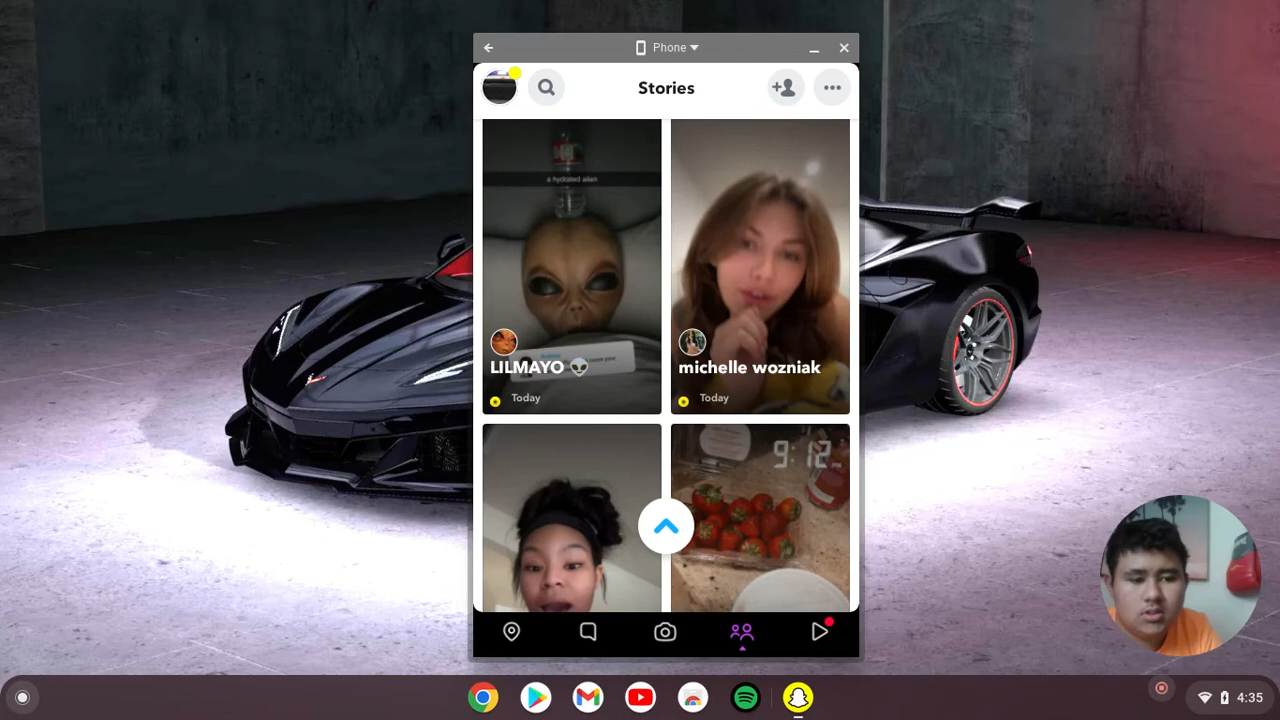 Phone
Stories
a hydrated alien
LILMAYO 👽
Today
michelle wozniak
Today
9:12
4:35